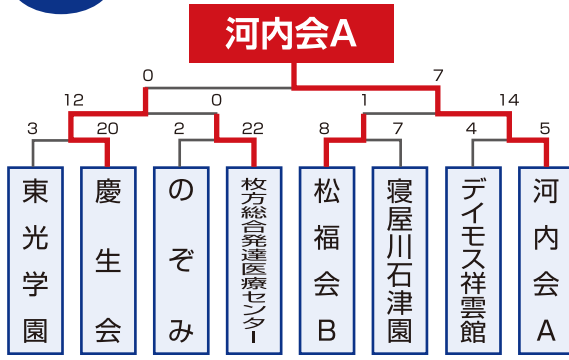 河内会A
0 7
12 0 1 14
3 20 2 22 8 7 4 5
東光学園
慶生会
のぞみ
枚方総合発達医療センター
松福会B
寝屋川石津園
デイモス祥雲館
河内会A